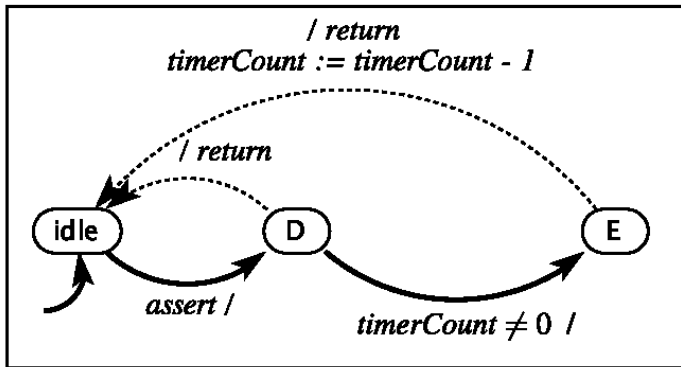 / return
timerCount := timerCount - 1
/ return
idle
D
E
assert /
timerCount ≠ 0 /